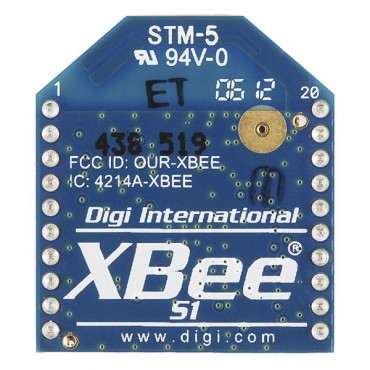 STM-5
94V-0
1 ET 0612 20
438 519
FCC ID: OUR-XBEE
IC: 4214A-XBEE
Digi International
XBee®
S1
www.digi.com